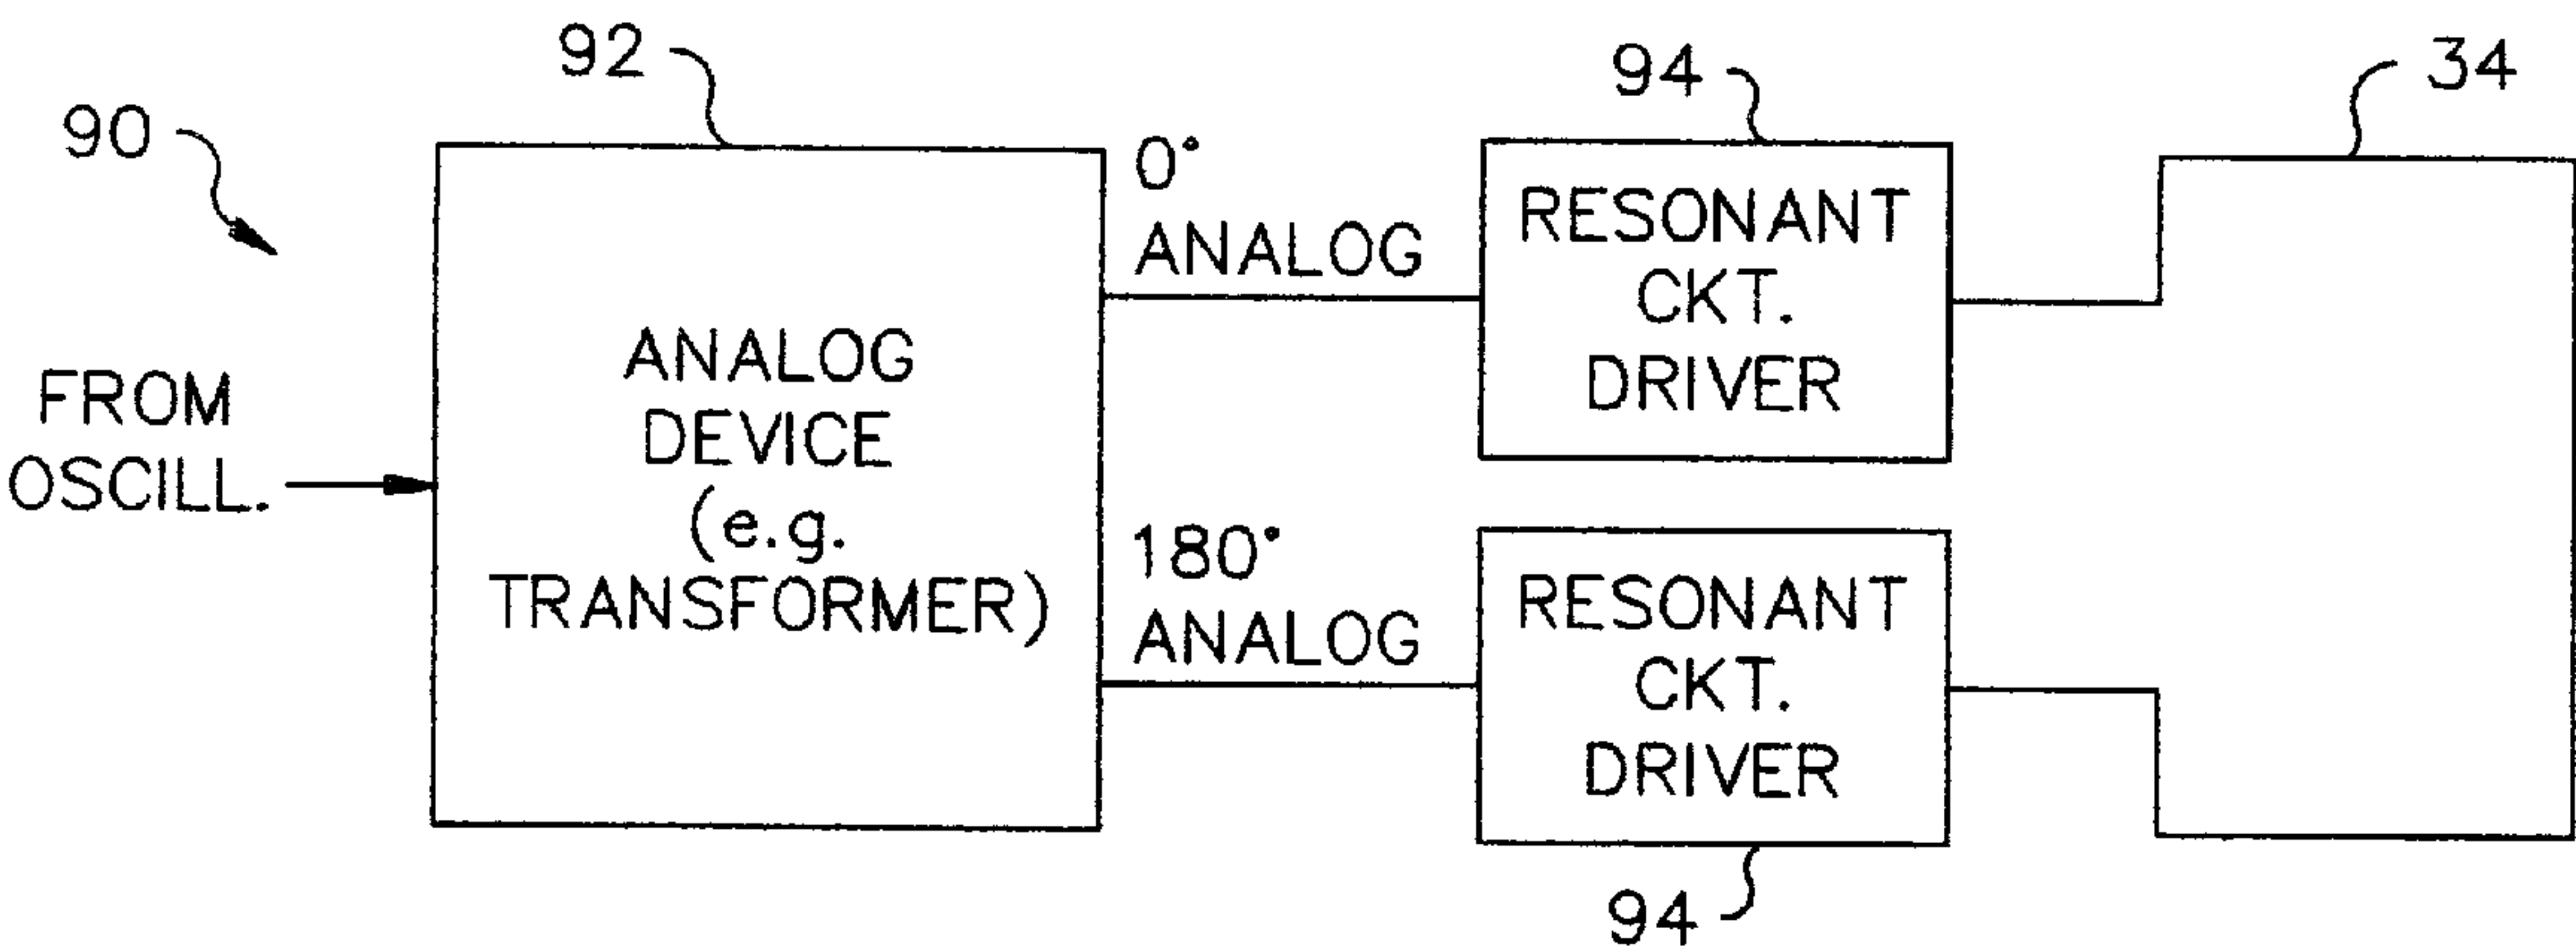 92
94
34
90
0°
ANALOG
RESONANT
CKT.
DRIVER
FROM
OSCILL.
ANALOG
DEVICE
(e.g.
TRANSFORMER)
180°
ANALOG
RESONANT
CKT.
DRIVER
94